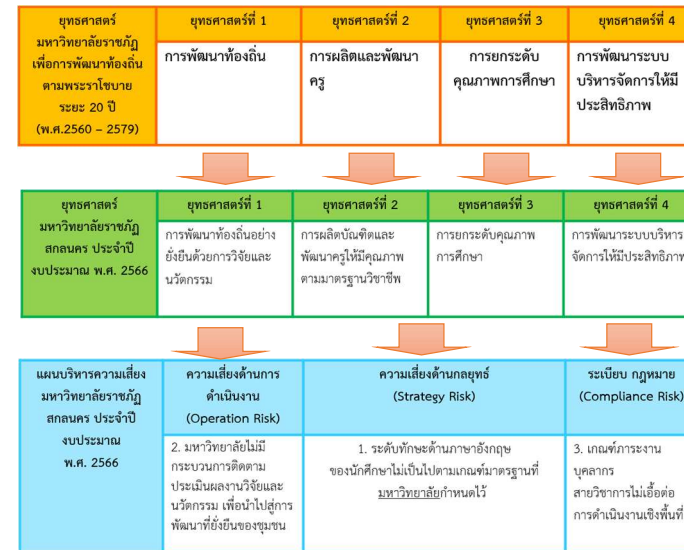 ยุทธศาสตร์
มหาวิทยาลัยราชภัฏ
เพื่อการพัฒนาท้องถิ่น
ตามพระราโชบาย
ระยะ 20 ปี
(พ.ศ.2560 – 2579)
ยุทธศาสตร์ที่ 1
การพัฒนาท้องถิ่น
ยุทธศาสตร์ที่ 2
การผลิตและพัฒนา
ครู
ยุทธศาสตร์ที่ 3
การยกระดับ
คุณภาพการศึกษา
ยุทธศาสตร์ที่ 4
การพัฒนาระบบ
บริหารจัดการให้มี
ประสิทธิภาพ
ยุทธศาสตร์
มหาวิทยาลัยราชภัฏ
สกลนคร ประจำปี
งบประมาณ พ.ศ. 2566
ยุทธศาสตร์ที่ 1
การพัฒนาท้องถิ่นอย่าง
ยั่งยืนด้วยการวิจัยและ
นวัตกรรม
ยุทธศาสตร์ที่ 2
การผลิตบัณฑิตและ
พัฒนาครูให้มีคุณภาพ
ตามมาตรฐานวิชาชีพ
ยุทธศาสตร์ที่ 3
การยกระดับคุณภาพ
การศึกษา
ยุทธศาสตร์ที่ 4
การพัฒนาระบบบริหาร
จัดการให้มีประสิทธิภาพ
แผนบริหารความเสี่ยง
มหาวิทยาลัยราชภัฏ
สกลนคร ประจำปี
งบประมาณ
พ.ศ. 2566
ความเสี่ยงด้านการ
ดำเนินงาน
(Operation Risk)
2. มหาวิทยาลัยไม่มี
กระบวนการติดตาม
ประเมินผลงานวิจัยและ
นวัตกรรม เพื่อนำไปสู่การ
พัฒนาที่ยั่งยืนของชุมชน
ความเสี่ยงด้านกลยุทธ์
(Strategy Risk)
1. ระดับทักษะด้านภาษาอังกฤษ
ของนักศึกษาไม่เป็นไปตามเกณฑ์มาตรฐานที่
มหาวิทยาลัยกำหนดไว้
ระเบียบ กฎหมาย
(Compliance Risk)
3. เกณฑ์ภาระงาน
บุคลากร
สายวิชาการไม่เอื้อต่อ
การดำเนินงานเชิงพื้นที่